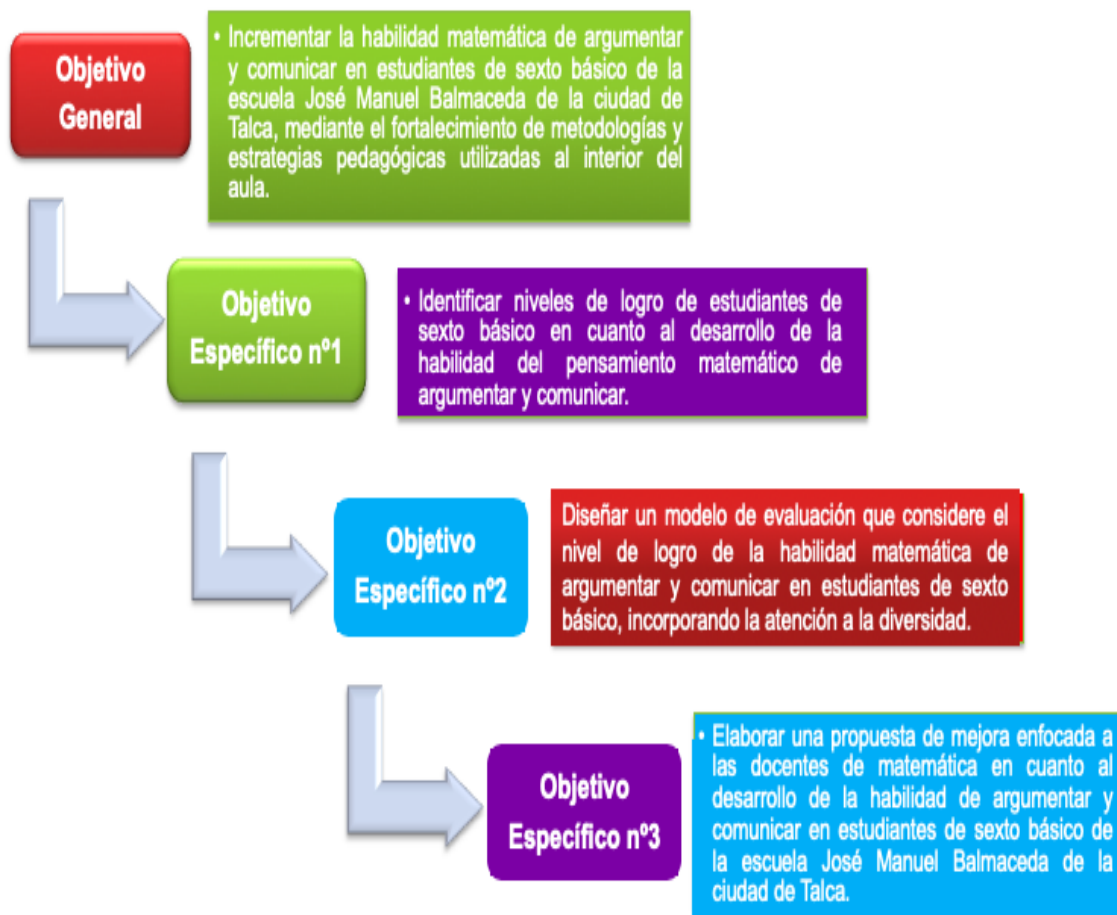 Objetivo
General
• Incrementar la habilidad matemática de argumentar
y comunicar en estudiantes de sexto básico de la
escuela José Manuel Balmaceda de la ciudad de
Talca, mediante el fortalecimiento de metodologías y
estrategias pedagógicas utilizadas al interior del
aula.
Objetivo
Específico nº1
• Identificar niveles de logro de estudiantes de
sexto básico en cuanto al desarrollo de la
habilidad del pensamiento matemático de
argumentar y comunicar.
Objetivo
Específico nº2
Diseñar un modelo de evaluación que considere el
nivel de logro de la habilidad matemática de
argumentar y comunicar en estudiantes de sexto
básico, incorporando la atención a la diversidad.
Objetivo
Específico nº3
• Elaborar una propuesta de mejora enfocada a
las docentes de matemática en cuanto al
desarrollo de la habilidad de argumentar y
comunicar en estudiantes de sexto básico de
la escuela José Manuel Balmaceda de la
ciudad de Talca.